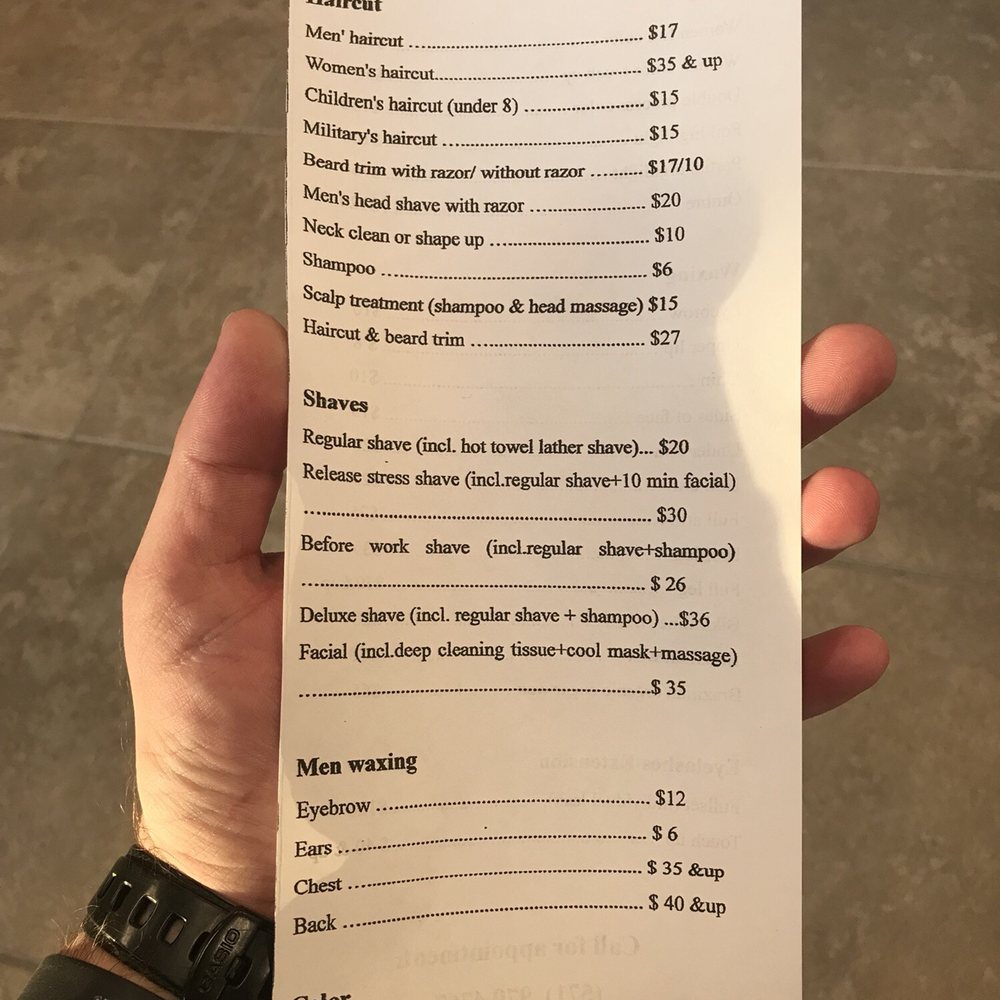 Haircut
Men' haircut ........................................ $17
Women's haircut.................................... $35 & up
Children's haircut (under 8) ..................... $15
Military's haircut ................................... $15
Beard trim with razor/ without razor .......... $17/10
Men's head shave with razor .................... $20
Neck clean or shape up ............................ $10
Shampoo .............................................. $6
Scalp treatment (shampoo & head massage) $15
Haircut & beard trim ............................... $27
Shaves
Regular shave (incl. hot towel lather shave)... $20
Release stress shave (incl.regular shave+10 min facial)
............................................................ $30
Before work shave (incl.regular shave+shampoo)
............................................................ $ 26
Deluxe shave (incl. regular shave + shampoo) ...$36
Facial (incl.deep cleaning tissue+cool mask+massage)
............................................................$ 35
Men waxing
Eyebrow ................................................ $12
Ears ...................................................... $ 6
Chest .................................................... $ 35 &up
Back ..................................................... $ 40 &up
Color
CASIO